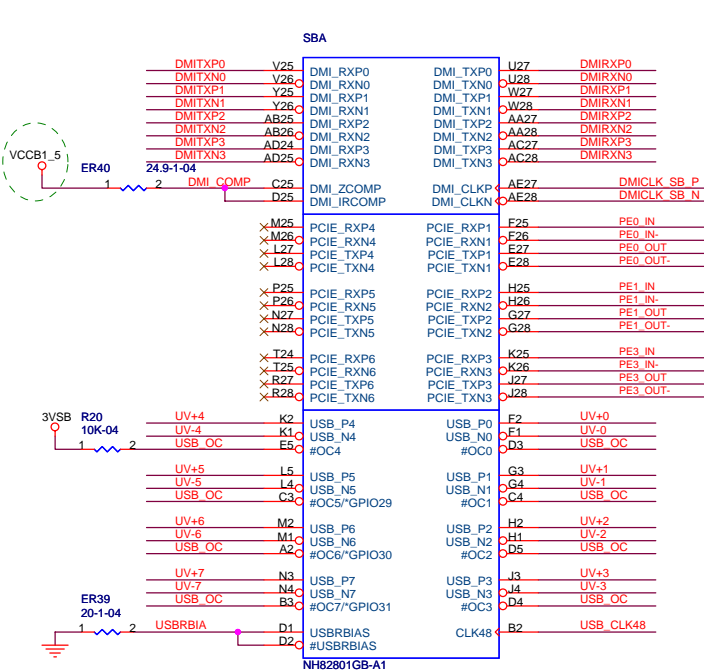 SBA
DMITXP0 V25 DMI_RXP0 DMI_TXP0 U27 DMIRXP0
DMITXN0 V26 DMI_RXN0 DMI_TXN0 U28 DMIRXN0
DMITXP1 Y25 DMI_RXP1 DMI_TXP1 W27 DMIRXP1
DMITXN1 Y26 DMI_RXN1 DMI_TXN1 W28 DMIRXN1
DMITXP2 AB25 DMI_RXP2 DMI_TXP2 AA27 DMIRXP2
DMITXN2 AB26 DMI_RXN2 DMI_TXN2 AA28 DMIRXN2
DMITXP3 AD24 DMI_RXP3 DMI_TXP3 AC27 DMIRXP3
DMITXN3 AD25 DMI_RXN3 DMI_TXN3 AC28 DMIRXN3
VCCB1_5
ER40 24.9-1-04
1 2 DMI_COMP C25 DMI_ZCOMP DMI_CLKP AE27 DMICLK_SB_P
D25 DMI_IRCOMP DMI_CLKN AE28 DMICLK_SB_N
M25 PCIE_RXP4 PCIE_RXP1 F25 PE0_IN
M26 PCIE_RXN4 PCIE_RXN1 F26 PE0_IN-
L27 PCIE_TXP4 PCIE_TXP1 E27 PE0_OUT
L28 PCIE_TXN4 PCIE_TXN1 E28 PE0_OUT-
P25 PCIE_RXP5 PCIE_RXP2 H25 PE1_IN
P26 PCIE_RXN5 PCIE_RXN2 H26 PE1_IN-
N27 PCIE_TXP5 PCIE_TXP2 G27 PE1_OUT
N28 PCIE_TXN5 PCIE_TXN2 G28 PE1_OUT-
T24 PCIE_RXP6 PCIE_RXP3 K25 PE3_IN
T25 PCIE_RXN6 PCIE_RXN3 K26 PE3_IN-
R27 PCIE_TXP6 PCIE_TXP3 J27 PE3_OUT
R28 PCIE_TXN6 PCIE_TXN3 J28 PE3_OUT-
3VSB R20
10K-04
UV+4 K2 USB_P4 USB_P0 F2 UV+0
UV-4 K1 USB_N4 USB_N0 F1 UV-0
1 2 USB_OC E5 #OC4 #OC0 D3 USB_OC
UV+5 L5 USB_P5 USB_P1 G3 UV+1
UV-5 L4 USB_N5 USB_N1 G4 UV-1
USB_OC C3 #OC5/*GPIO29 #OC1 C4 USB_OC
UV+6 M2 USB_P6 USB_P2 H2 UV+2
UV-6 M1 USB_N6 USB_N2 H1 UV-2
USB_OC A2 #OC6/*GPIO30 #OC2 D5 USB_OC
UV+7 N3 USB_P7 USB_P3 J3 UV+3
UV-7 N4 USB_N7 USB_N3 J4 UV-3
USB_OC B3 #OC7/*GPIO31 #OC3 D4 USB_OC
ER39
20-1-04
1 2 USBRBIA D1 USBRBIAS CLK48 B2 USB_CLK48
D2 #USBRBIAS
NH82801GB-A1